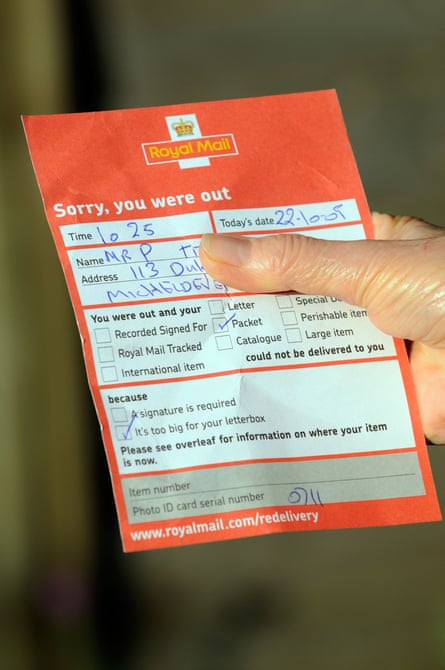 Royal Mail
Sorry, you were out
Time 10 25 Today's date 22-10-05
Name MR P
Address 113
MICHELDEVER
You were out and your
Letter Special De
Recorded Signed For Packet Perishable item
Royal Mail Tracked Catalogue Large item
International item could not be delivered to you
because
A signature is required
It's too big for your letterbox
Please see overleaf for information on where your item
is now.
Item number
Photo ID card serial number 0711
www.royalmail.com/redelivery